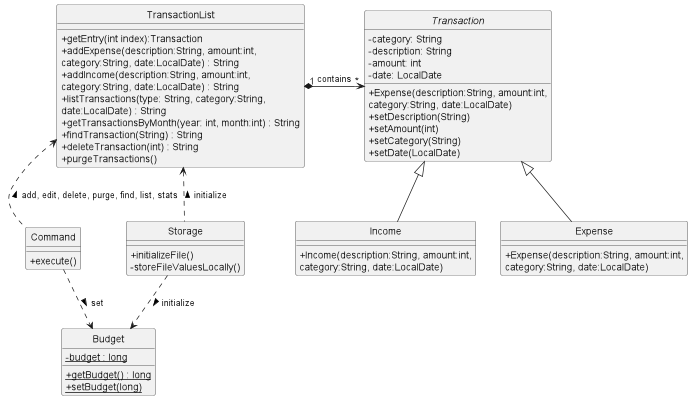 TransactionList
+getEntry(int index):Transaction
+addExpense(description:String, amount:int,
category:String, date:LocalDate) : String
+addIncome(description:String, amount:int,
category:String, date:LocalDate) : String
+listTransactions(type: String, category:String,
date:LocalDate) : String
+getTransactionsByMonth(year: int, month:int) : String
+findTransaction(String) : String
+deleteTransaction(int) : String
+purgeTransactions()
1 contains *
Transaction
-category: String
-description: String
-amount: int
-date: LocalDate
+Expense(description:String, amount:int,
category:String, date:LocalDate)
+setDescription(String)
+setAmount(int)
+setCategory(String)
+setDate(LocalDate)
add, edit, delete, purge, find, list, stats
initialize
Command
+execute()
Storage
+initializeFile()
-storeFileValuesLocally()
Income
+Income(description:String, amount:int,
category:String, date:LocalDate)
Expense
+Expense(description:String, amount:int,
category:String, date:LocalDate)
set
initialize
Budget
-budget : long
+getBudget() : long
+setBudget(long)